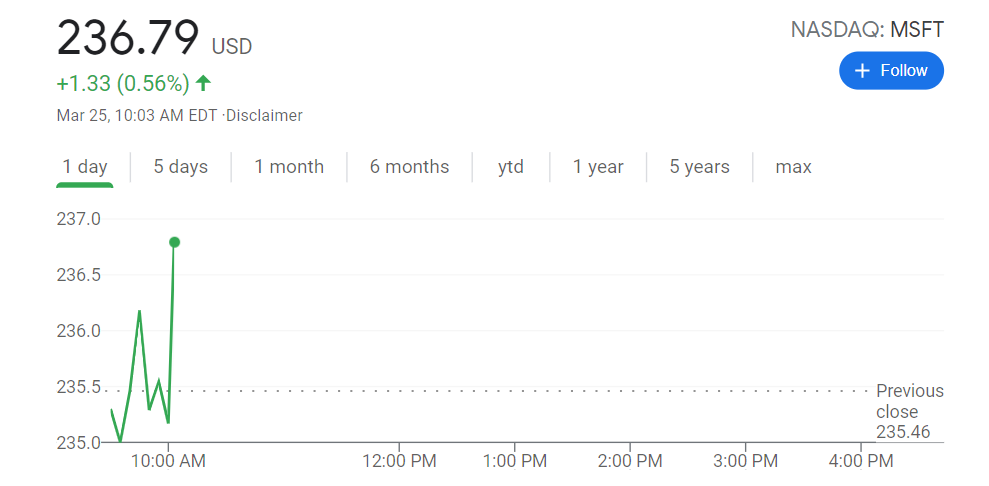 236.79 USD
NASDAQ: MSFT
+1.33 (0.56%)
+ Follow
Mar 25, 10:03 AM EDT ·Disclaimer
1 day 5 days 1 month 6 months ytd 1 year 5 years max
237.0
236.5
236.0
235.5
Previous
close
235.46
235.0
10:00 AM 12:00 PM 1:00 PM 2:00 PM 3:00 PM 4:00 PM